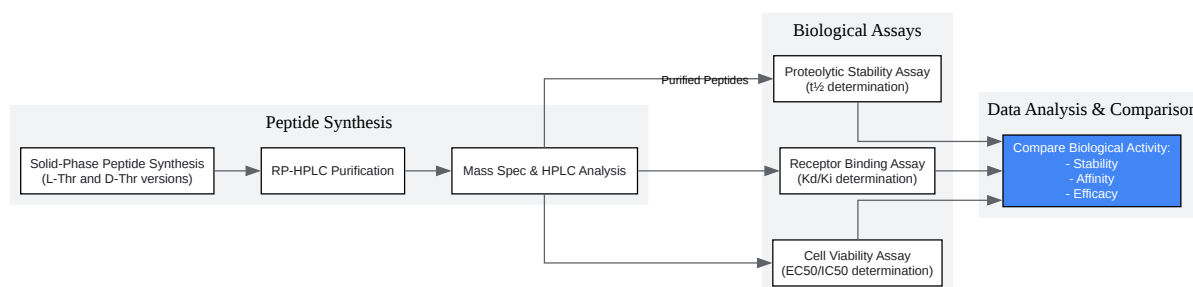 Peptide Synthesis
Solid-Phase Peptide Synthesis
(L-Thr and D-Thr versions)
RP-HPLC Purification
Mass Spec & HPLC Analysis
Purified Peptides
Biological Assays
Proteolytic Stability Assay
(t½ determination)
Receptor Binding Assay
(Kd/Ki determination)
Cell Viability Assay
(EC50/IC50 determination)
Data Analysis & Comparison
Compare Biological Activity:
- Stability
- Affinity
- Efficacy